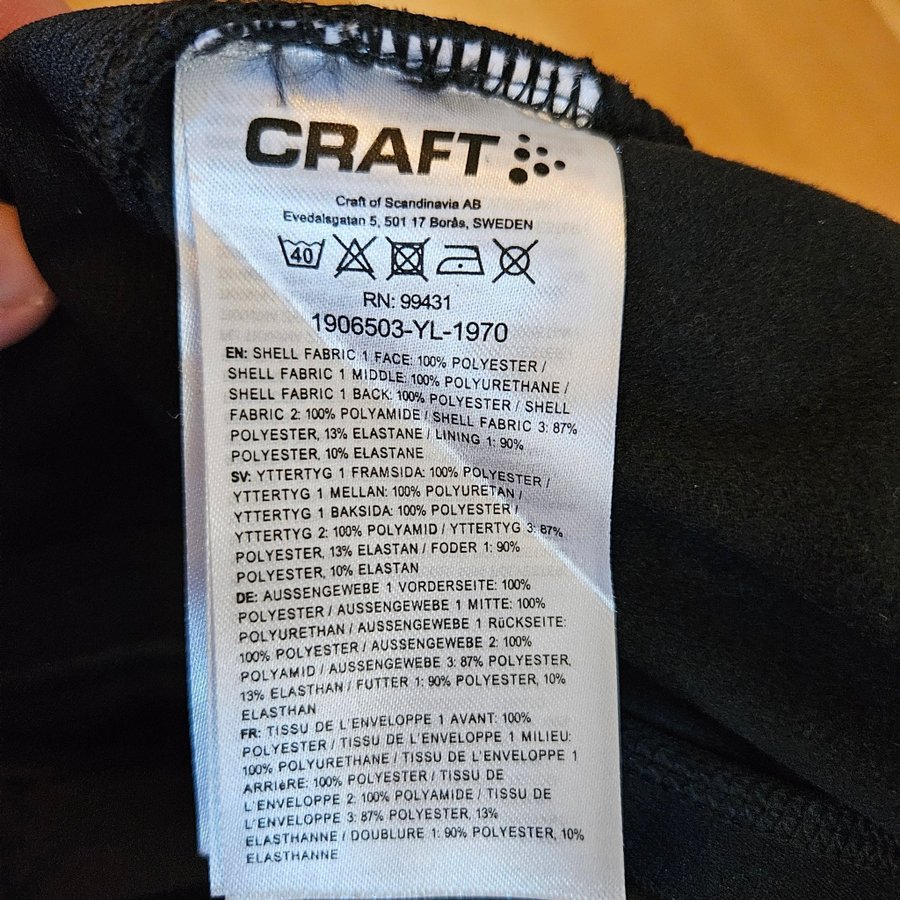 CRAFT
Craft of Scandinavia AB
Evedalsgatan 5, 501 17 Borås, SWEDEN
40
RN: 99431
1906503-YL-1970
EN: SHELL FABRIC 1 FACE: 100% POLYESTER /
SHELL FABRIC 1 MIDDLE: 100% POLYURETHANE /
SHELL FABRIC 1 BACK: 100% POLYESTER / SHELL
FABRIC 2: 100% POLYAMIDE / SHELL FABRIC 3: 87%
POLYESTER, 13% ELASTANE / LINING 1: 90%
POLYESTER, 10% ELASTANE
SV: YTTERTYG 1 FRAMSIDA: 100% POLYESTER /
YTTERTYG 1 MELLAN: 100% POLYURETAN /
YTTERTYG 1 BAKSIDA: 100% POLYESTER /
YTTERTYG 2: 100% POLYAMID / YTTERTYG 3: 87%
POLYESTER, 13% ELASTAN / FODER 1: 90%
POLYESTER, 10% ELASTAN
DE: AUSSENGEWEBE 1 VORDERSEITE: 100%
POLYESTER / AUSSENGEWEBE 1 MITTE: 100%
POLYURETHAN / AUSSENGEWEBE 1 RüCKSEITE:
100% POLYESTER / AUSSENGEWEBE 2: 100%
POLYAMID / AUSSENGEWEBE 3: 87% POLYESTER,
13% ELASTHAN / FUTTER 1: 90% POLYESTER, 10%
ELASTHAN
FR: TISSU DE L'ENVELOPPE 1 AVANT: 100%
POLYESTER / TISSU DE L'ENVELOPPE 1 MILIEU:
100% POLYURETHANE / TISSU DE L'ENVELOPPE 1
ARRIèRE: 100% POLYESTER / TISSU DE
L'ENVELOPPE 2: 100% POLYAMIDE / TISSU DE
L'ENVELOPPE 3: 87% POLYESTER, 13%
ELASTHANNE / DOUBLURE 1: 90% POLYESTER, 10%
ELASTHANNE